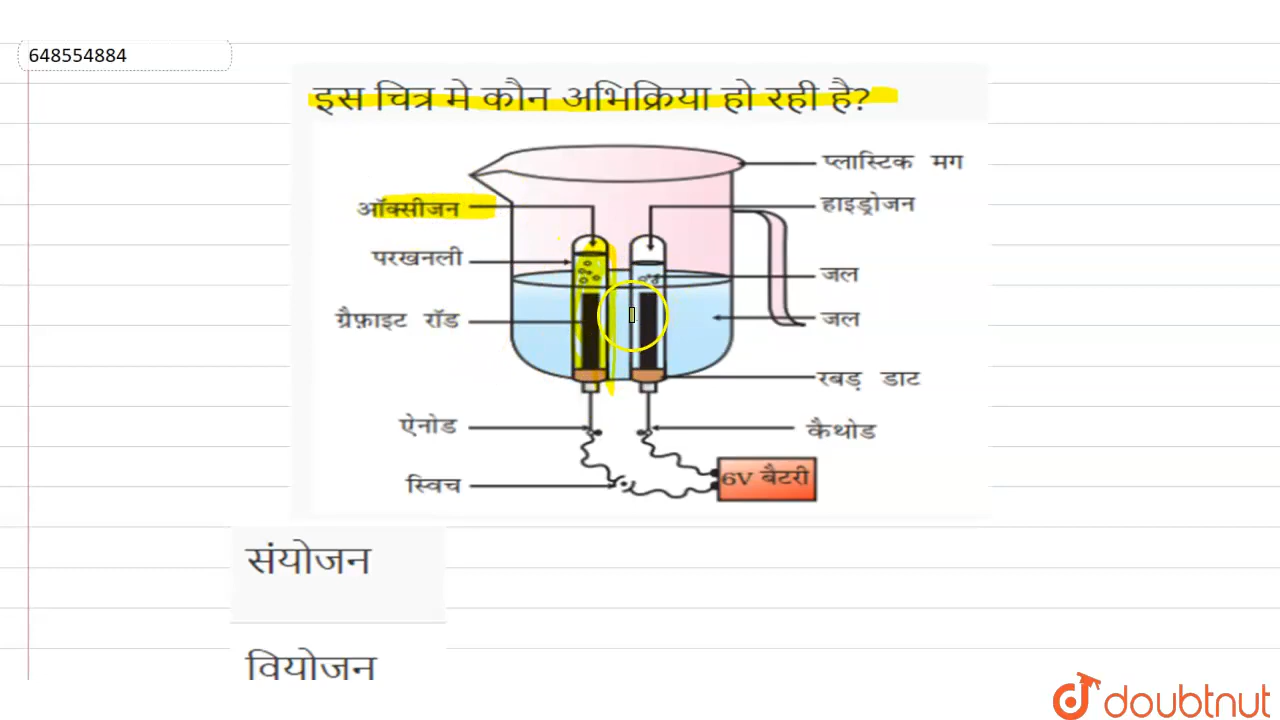 648554884
इस चित्र मे कौन अभिक्रिया हो रही है?
प्लास्टिक मग
ऑक्सीजन
हाइड्रोजन
परखनली
जल
ग्रैफ़ाइट रॉड
जल
रबड़ डाट
ऐनोड
कैथोड
स्विच
6V बैटरी
संयोजन
वियोजन
doubtnut